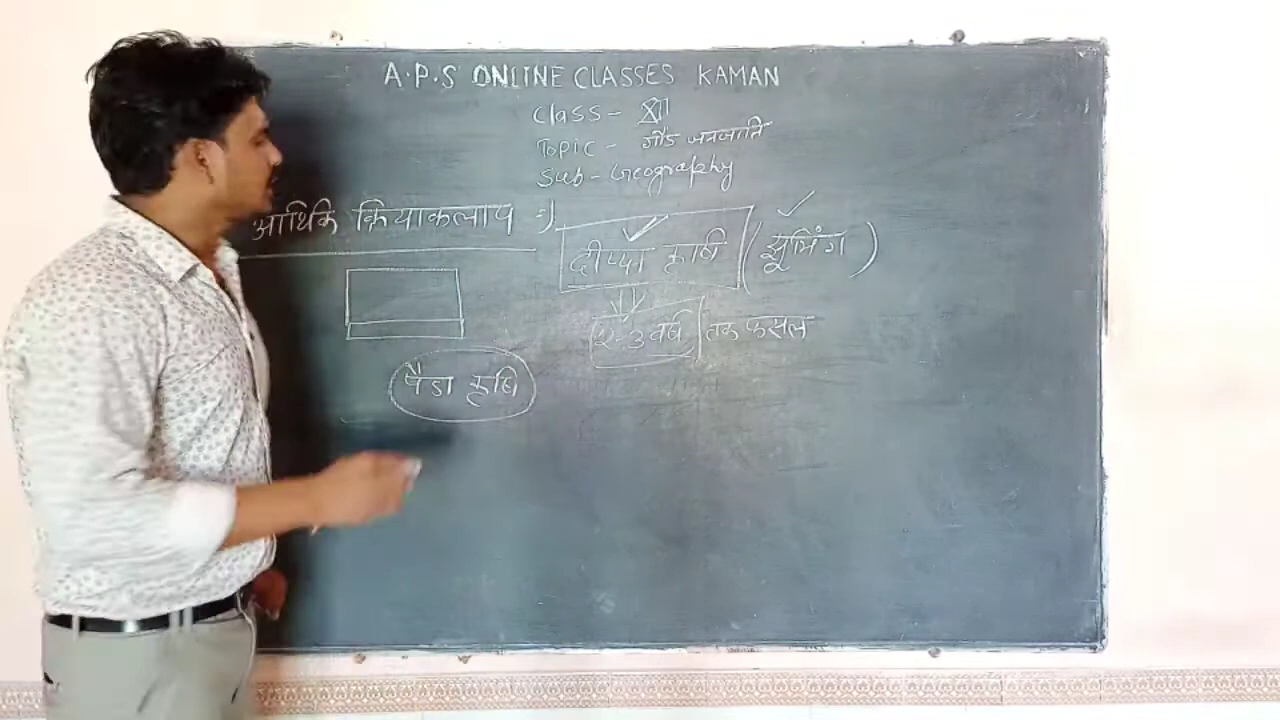 A.P.S ONLINE CLASSES KAMAN
Class - XII
Topic - गोंड जनजाति
Sub - Geography
आर्थिक क्रियाकलाप :-)
दीप्पा कृषि (झूमिंग)
2-3 वर्ष तक फसल
पैडा कृषि